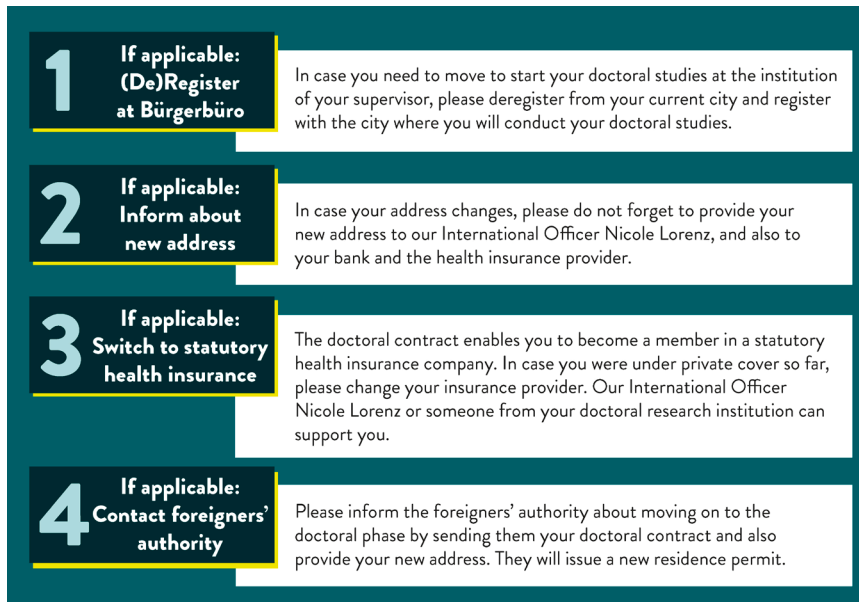 1
If applicable:
(De)Register
at Bürgerbüro
In case you need to move to start your doctoral studies at the institution
of your supervisor, please deregister from your current city and register
with the city where you will conduct your doctoral studies.
2
If applicable:
Inform about
new address
In case your address changes, please do not forget to provide your
new address to our International Officer Nicole Lorenz, and also to
your bank and the health insurance provider.
3
If applicable:
Switch to statutory
health insurance
The doctoral contract enables you to become a member in a statutory
health insurance company. In case you were under private cover so far,
please change your insurance provider. Our International Officer
Nicole Lorenz or someone from your doctoral research institution can
support you.
4
If applicable:
Contact foreigners’
authority
Please inform the foreigners’ authority about moving on to the
doctoral phase by sending them your doctoral contract and also
provide your new address. They will issue a new residence permit.